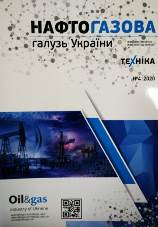 НАФТОГАЗОВА
галузь України
ТЕХНІКА
№4 2020
Oil&gas
industry of Ukraine